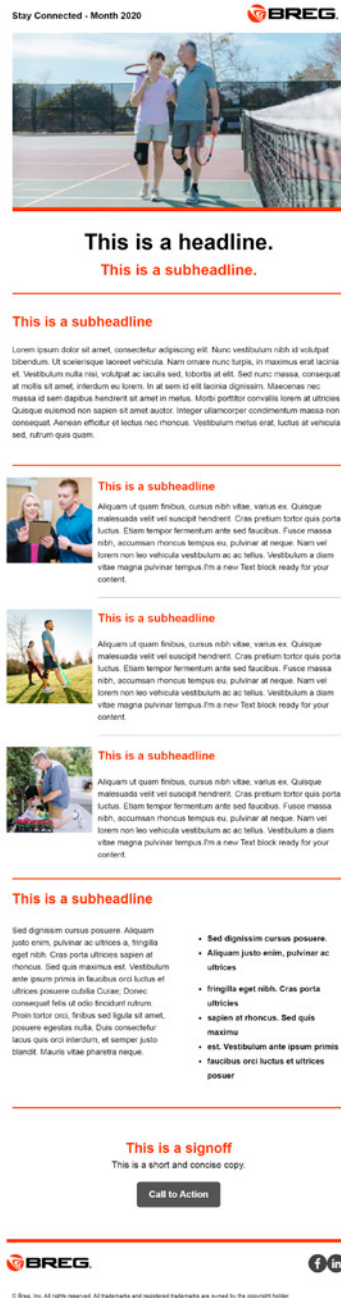 Stay Connected - Month 2020
BREG.
This is a headline.
This is a subheadline.
This is a subheadline
Lorem ipsum dolor sit amet, consectetur adipiscing elit. Nunc vestibulum nibh id volutpat
bibendum. Ut scelerisque laoreet vehicula. Nam ornare nunc turpis, in maximus erat lacinia
et. Vestibulum nulla nisi, volutpat ac iaculis sed, lobortis at elit. Sed nunc massa, consequat
at mollis sit amet, interdum eu lorem. In at sem id elit lacinia dignissim. Maecenas nec
massa id sem dapibus hendrerit sit amet in metus. Morbi porttitor convallis lorem at ultricies.
Quisque euismod non sapien sit amet auctor. Integer ullamcorper condimentum massa non
consequat. Aenean efficitur et lectus nec rhoncus. Vestibulum metus erat, luctus at vehicula
sed, rutrum quis quam.
This is a subheadline
Aliquam ut quam finibus, cursus nibh vitae, varius ex. Quisque
malesuada velit vel suscipit hendrerit. Cras pretium tortor quis porta
luctus. Etiam tempor fermentum ante sed faucibus. Fusce massa
nibh, accumsan rhoncus tempus eu, pulvinar at neque. Nam vel
lorem non leo vehicula vestibulum ac ac tellus. Vestibulum a diam
vitae magna pulvinar tempus.I'm a new Text block ready for your
content.
This is a subheadline
Aliquam ut quam finibus, cursus nibh vitae, varius ex. Quisque
malesuada velit vel suscipit hendrerit. Cras pretium tortor quis porta
luctus. Etiam tempor fermentum ante sed faucibus. Fusce massa
nibh, accumsan rhoncus tempus eu, pulvinar at neque. Nam vel
lorem non leo vehicula vestibulum ac ac tellus. Vestibulum a diam
vitae magna pulvinar tempus.I'm a new Text block ready for your
content.
This is a subheadline
Aliquam ut quam finibus, cursus nibh vitae, varius ex. Quisque
malesuada velit vel suscipit hendrerit. Cras pretium tortor quis porta
luctus. Etiam tempor fermentum ante sed faucibus. Fusce massa
nibh, accumsan rhoncus tempus eu, pulvinar at neque. Nam vel
lorem non leo vehicula vestibulum ac ac tellus. Vestibulum a diam
vitae magna pulvinar tempus.I'm a new Text block ready for your
content.
This is a subheadline
Sed dignissim cursus posuere. Aliquam
justo enim, pulvinar ac ultrices a, fringilla
eget nibh. Cras porta ultricies sapien at
rhoncus. Sed quis maximus est. Vestibulum
ante ipsum primis in faucibus orci luctus et
ultrices posuere cubilia Curae; Donec
consequat felis ut odio tincidunt rutrum.
Proin tortor orci, finibus sed ligula sit amet,
posuere egestas nulla. Duis consectetur
lacus quis orci interdum, et semper justo
blandit. Mauris vitae pharetra neque.
• Sed dignissim cursus posuere.
• Aliquam justo enim, pulvinar ac
ultrices
• fringilla eget nibh. Cras porta
ultricies
• sapien at rhoncus. Sed quis
maximu
• est. Vestibulum ante ipsum primis
• faucibus orci luctus et ultrices
posuer
This is a signoff
This is a short and concise copy.
Call to Action
BREG.
f in
© Breg, Inc. All rights reserved. All trademarks and registered trademarks are owned by the copyright holder.